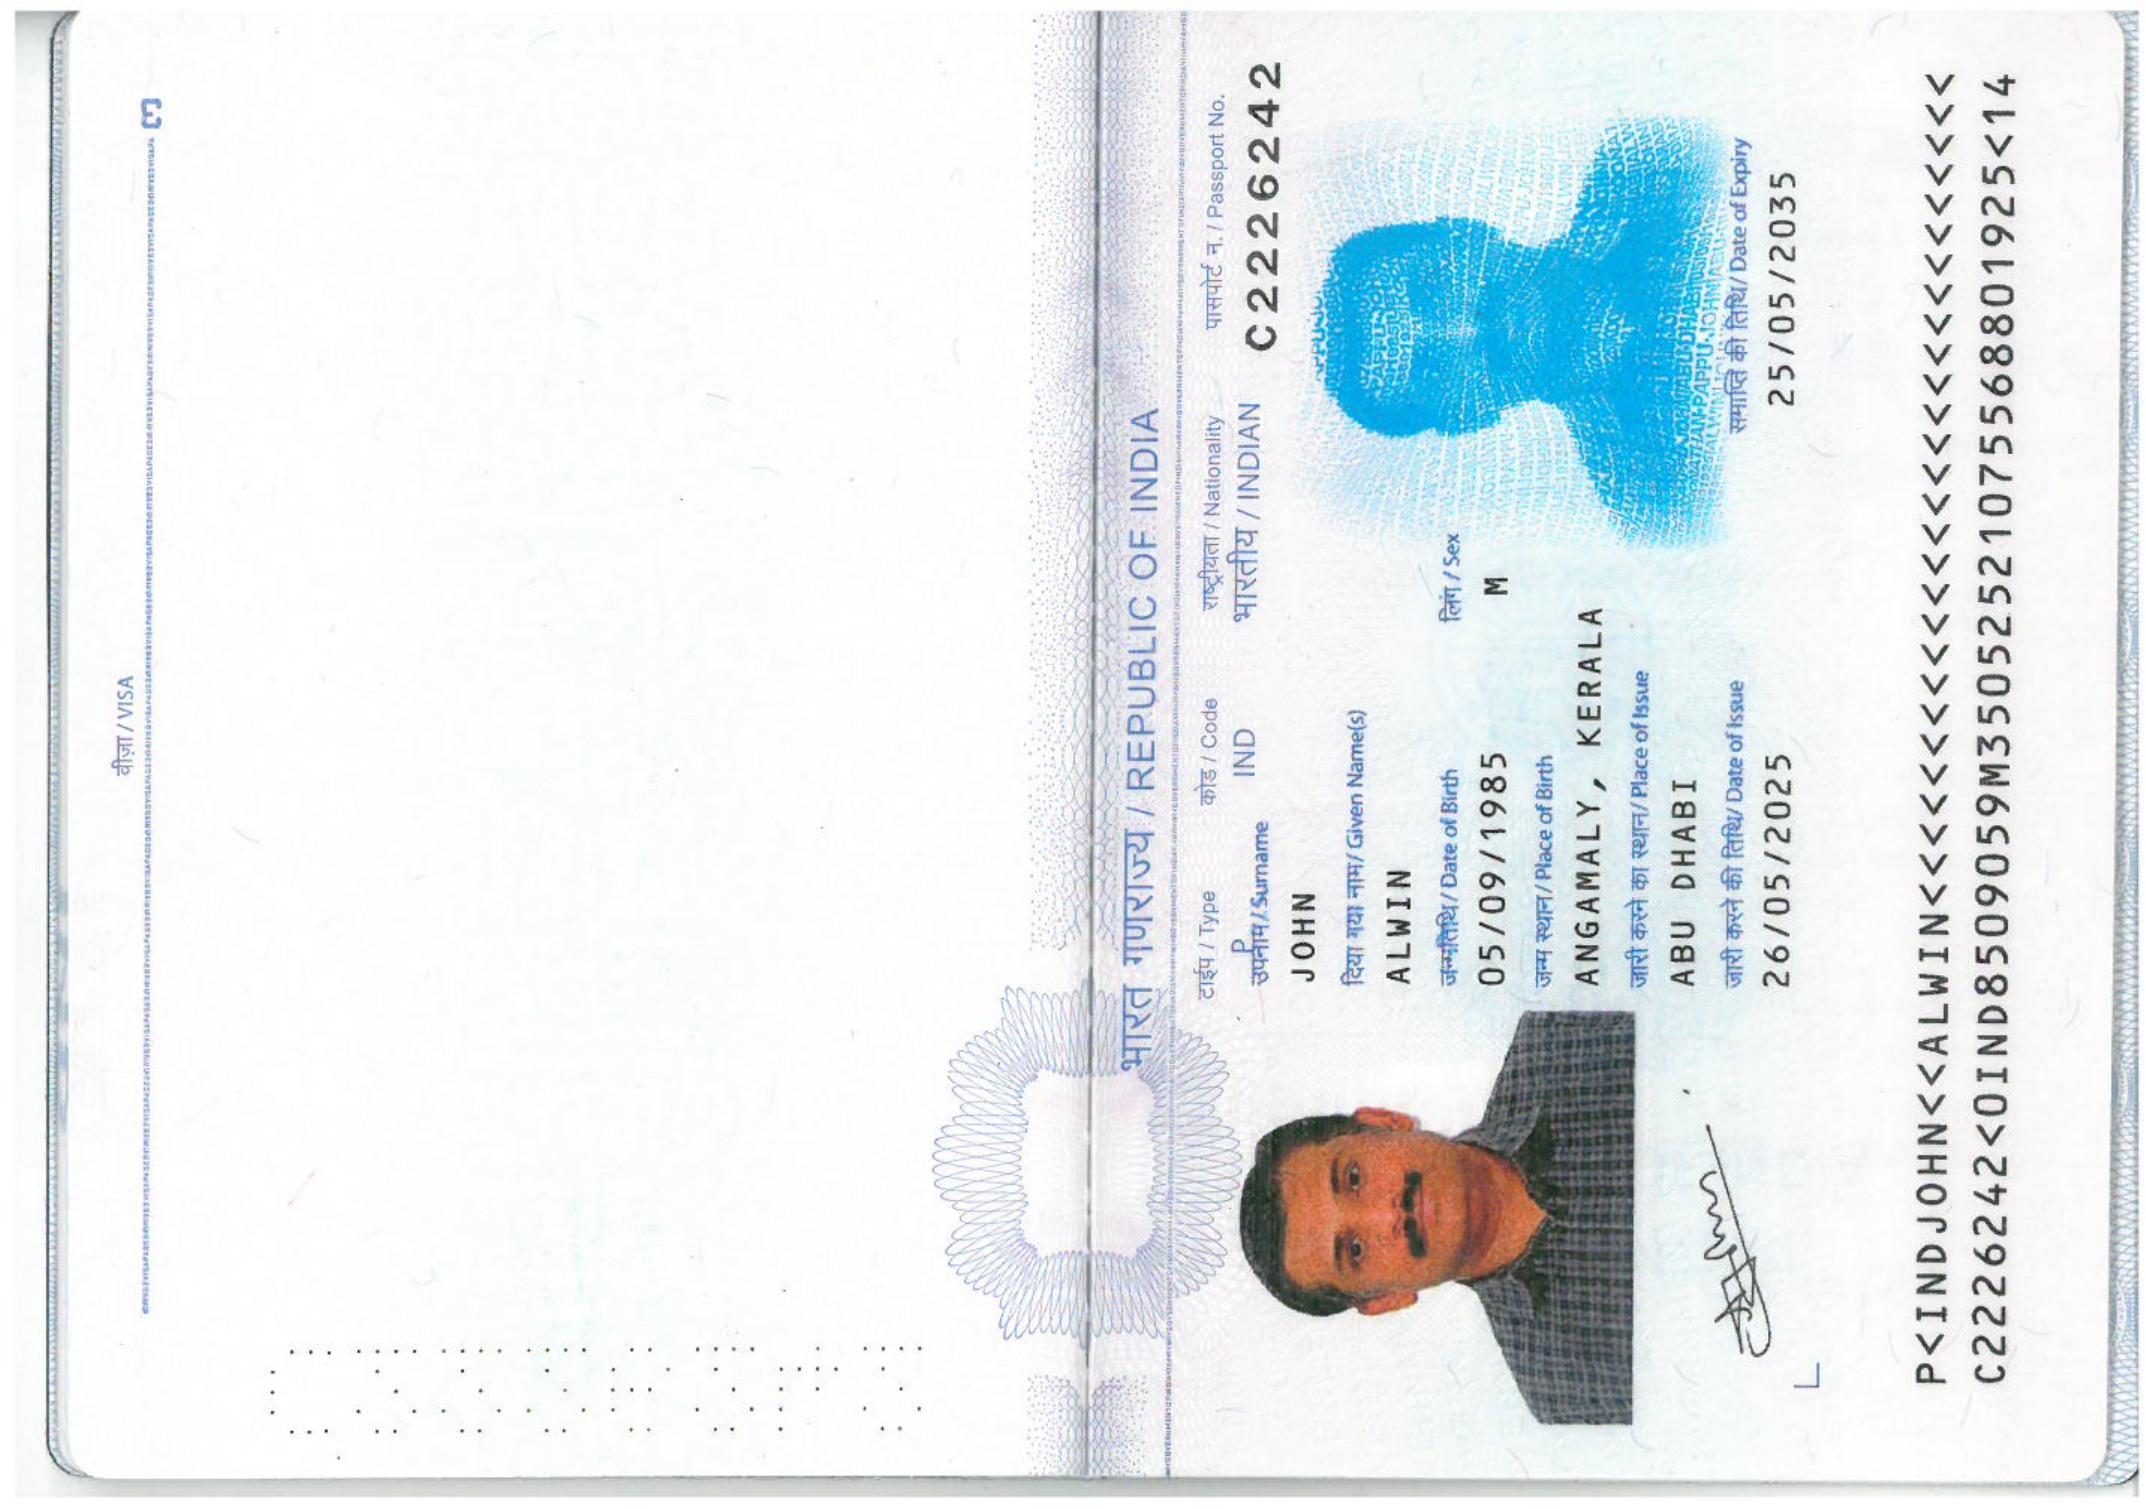 वीज़ा / VISA
3
भारत गणराज्य / REPUBLIC OF INDIA
टाईप / Type
कोड / Code
राष्ट्रीयता / Nationality
पासपोर्ट न. / Passport No.
P
IND
भारतीय / INDIAN
C2226242
उपनाम / Surname
JOHN
दिया गया नाम / Given Name(s)
ALWIN
जन्मतिथि / Date of Birth
लिंग / Sex
05/09/1985
M
जन्म स्थान / Place of Birth
ANGAMALY, KERALA
जारी करने का स्थान / Place of Issue
ABU DHABI
जारी करने की तिथि / Date of Issue
समाप्ति की तिथि / Date of Expiry
26/05/2025
25/05/2035
P<INDJOHN<<ALWIN<<<<<<<<<<<<<<<<<<<<<<<<<<<<
C2226242<0IND8509059M3505252107556880192​5<14